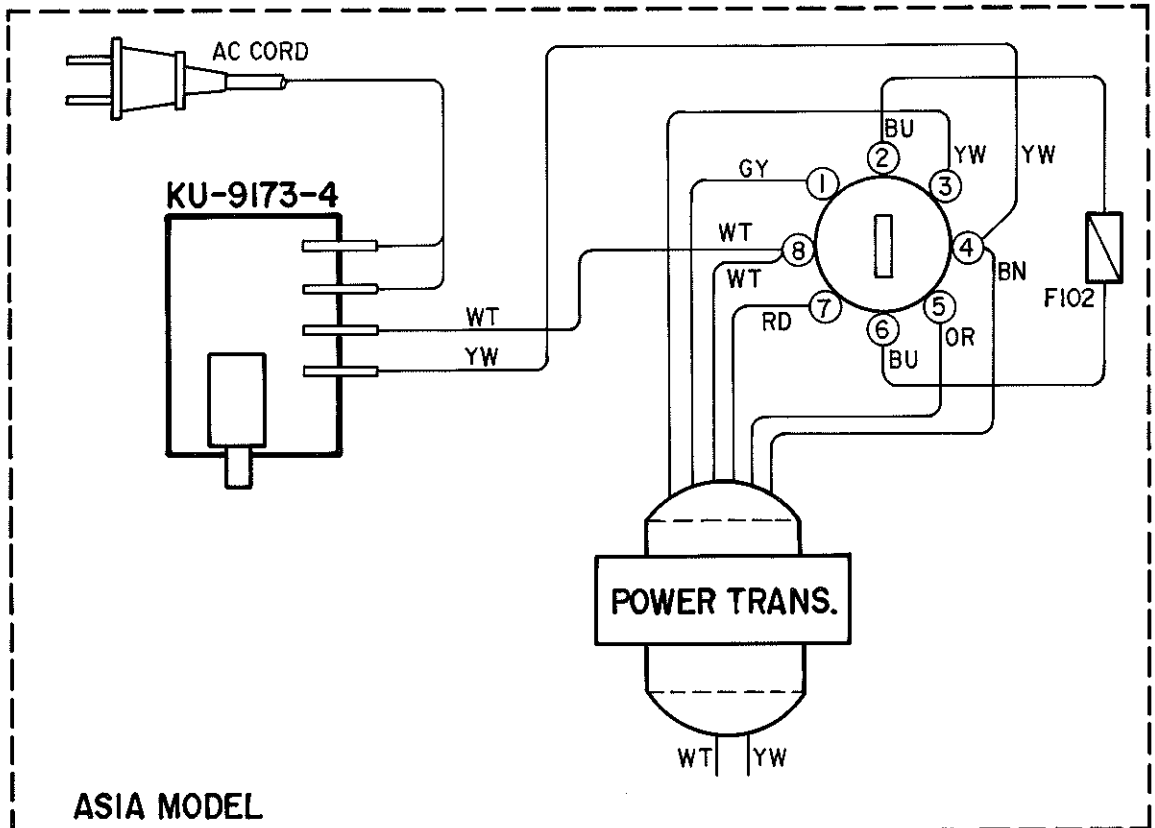 AC CORD
KU-9173-4
BU
2
GY
1
3
YW
YW
WT
8
4
WT
BN
WT
RD
7
5
F102
6
OR
YW
BU
POWER TRANS.
WT
YW
ASIA MODEL